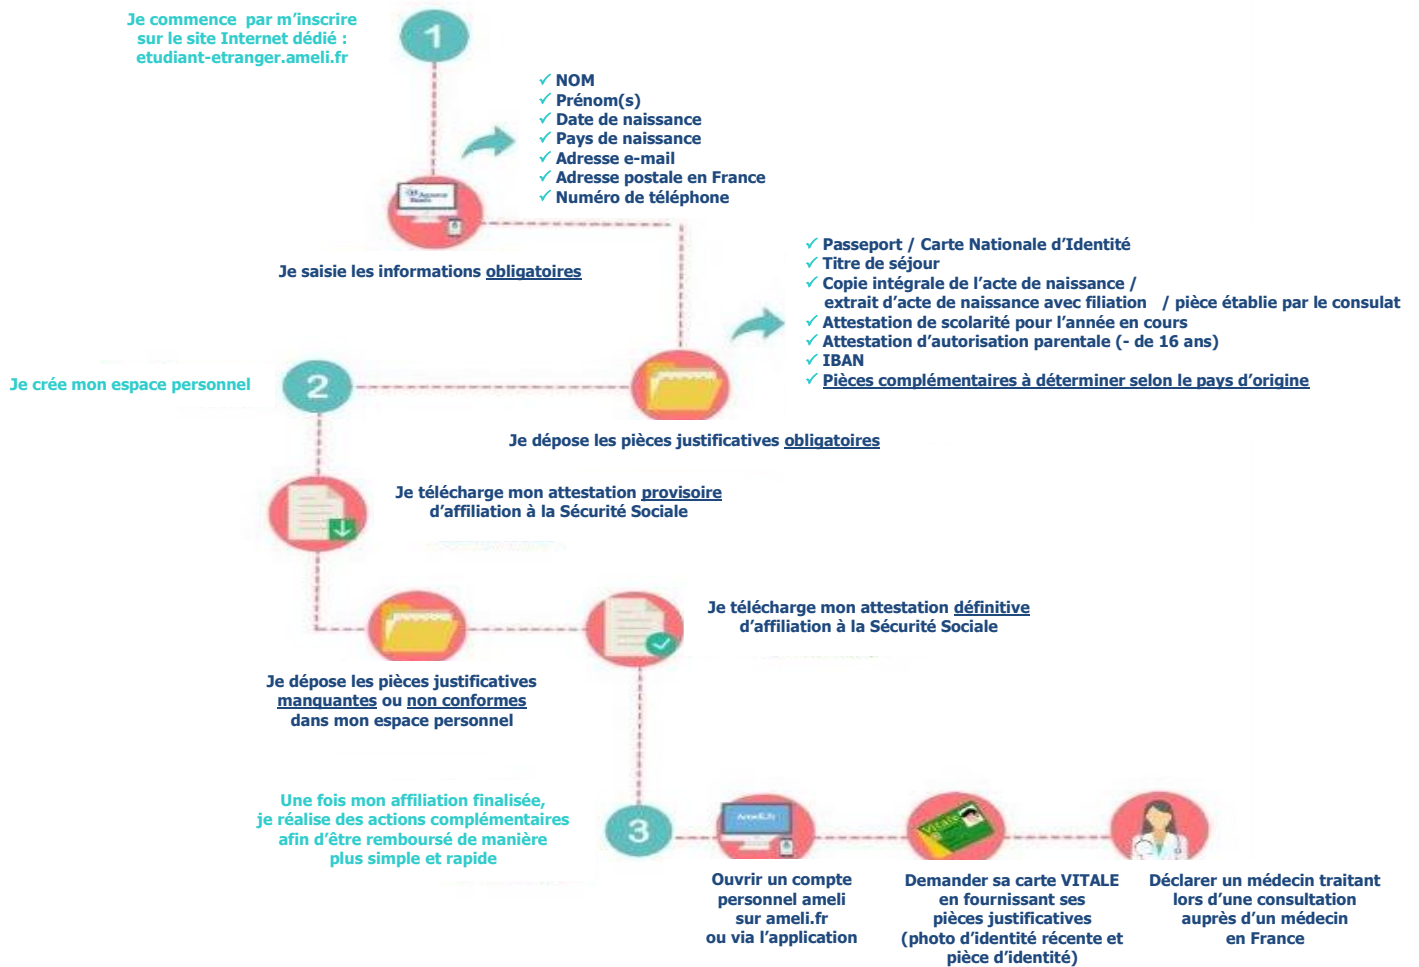 Je commence par m'inscrire
sur le site Internet dédié :
etudiant-etranger.ameli.fr
1
✓ NOM
✓ Prénom(s)
✓ Date de naissance
✓ Pays de naissance
✓ Adresse e-mail
✓ Adresse postale en France
✓ Numéro de téléphone
Je saisie les informations obligatoires
✓ Passeport / Carte Nationale d'Identité
✓ Titre de séjour
✓ Copie intégrale de l'acte de naissance /
extrait d'acte de naissance avec filiation / pièce établie par le consulat
✓ Attestation de scolarité pour l'année en cours
✓ Attestation d'autorisation parentale (- de 16 ans)
✓ IBAN
✓ Pièces complémentaires à déterminer selon le pays d'origine
Je crée mon espace personnel
2
Je dépose les pièces justificatives obligatoires
Je télécharge mon attestation provisoire
d'affiliation à la Sécurité Sociale
Je télécharge mon attestation définitive
d'affiliation à la Sécurité Sociale
Je dépose les pièces justificatives
manquantes ou non conformes
dans mon espace personnel
Une fois mon affiliation finalisée,
je réalise des actions complémentaires
afin d'être remboursé de manière
plus simple et rapide
3
Ameli.fr
Vitale
Ouvrir un compte
personnel ameli
sur ameli.fr
ou via l'application
Demander sa carte VITALE
en fournissant ses
pièces justificatives
(photo d'identité récente et
pièce d'identité)
Déclarer un médecin traitant
lors d'une consultation
auprès d'un médecin
en France